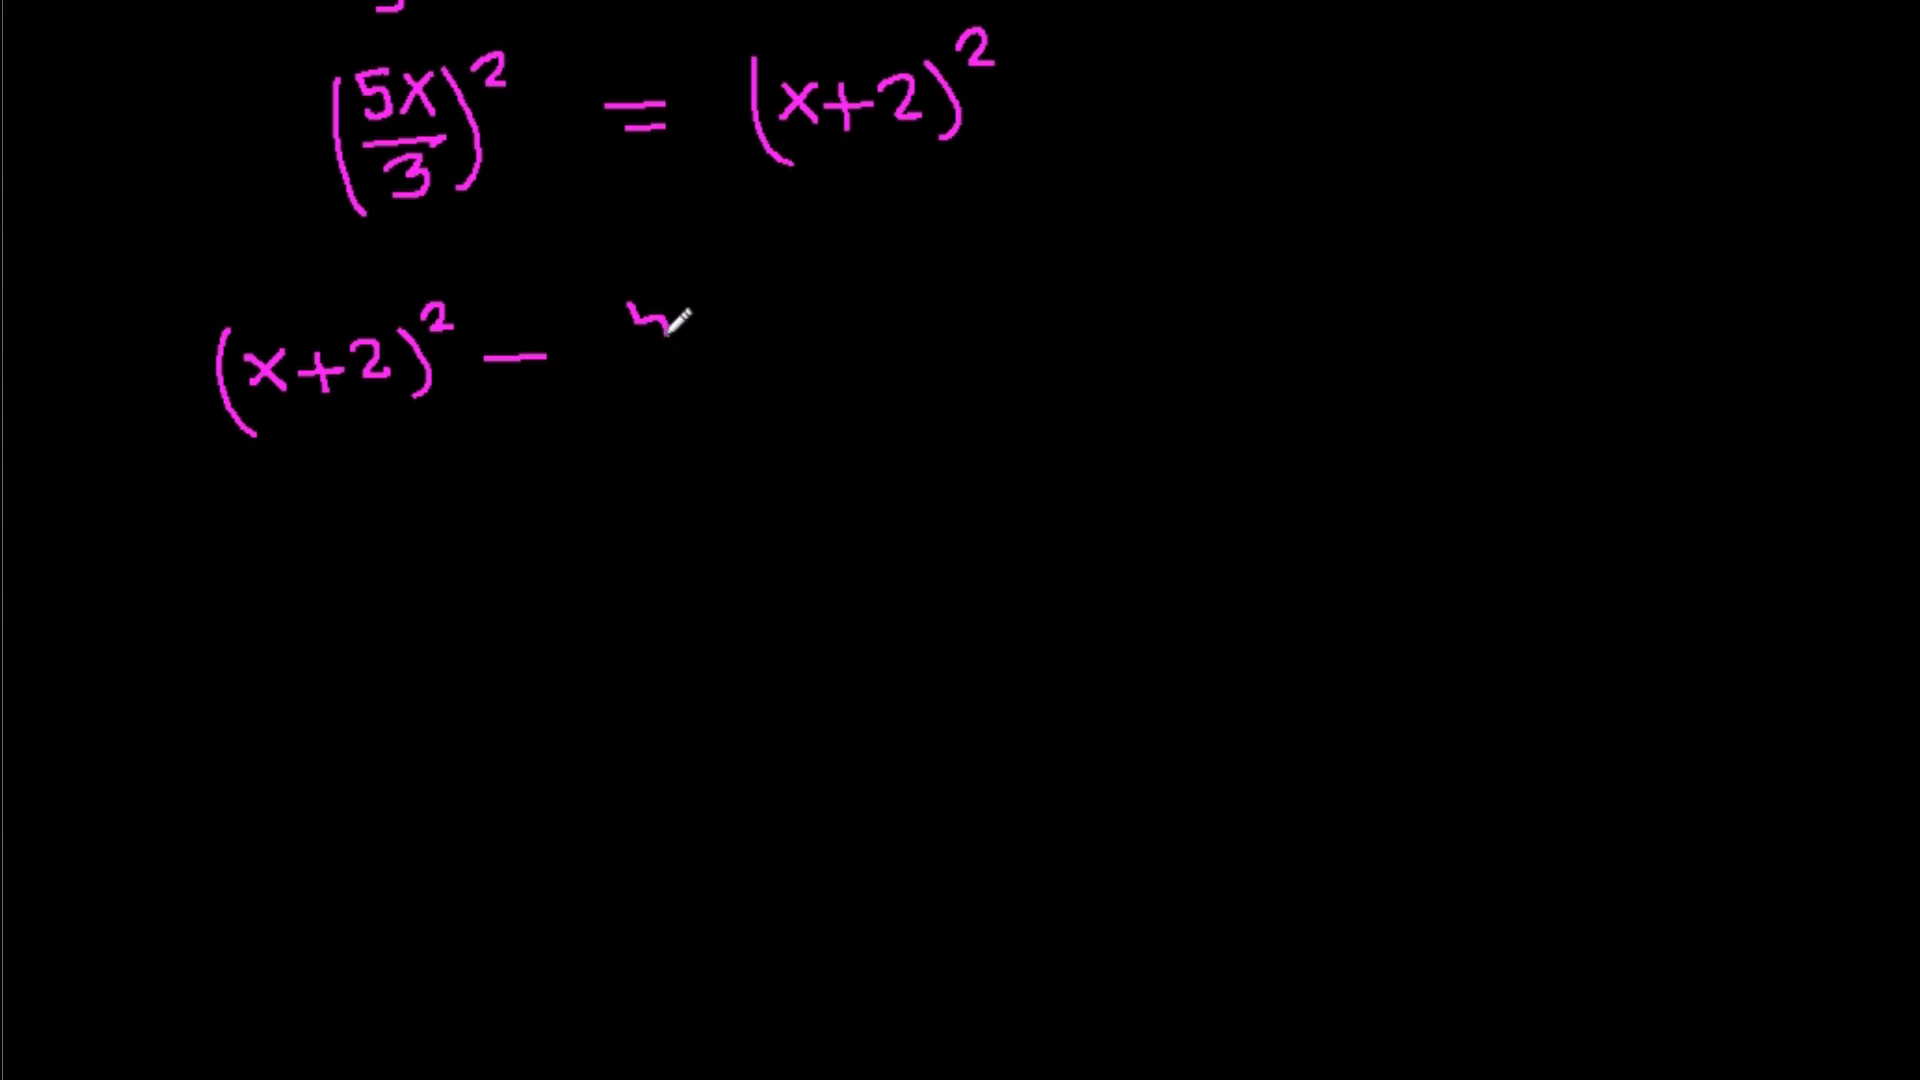 (5x/3)² = (x+2)²
(x+2)² −